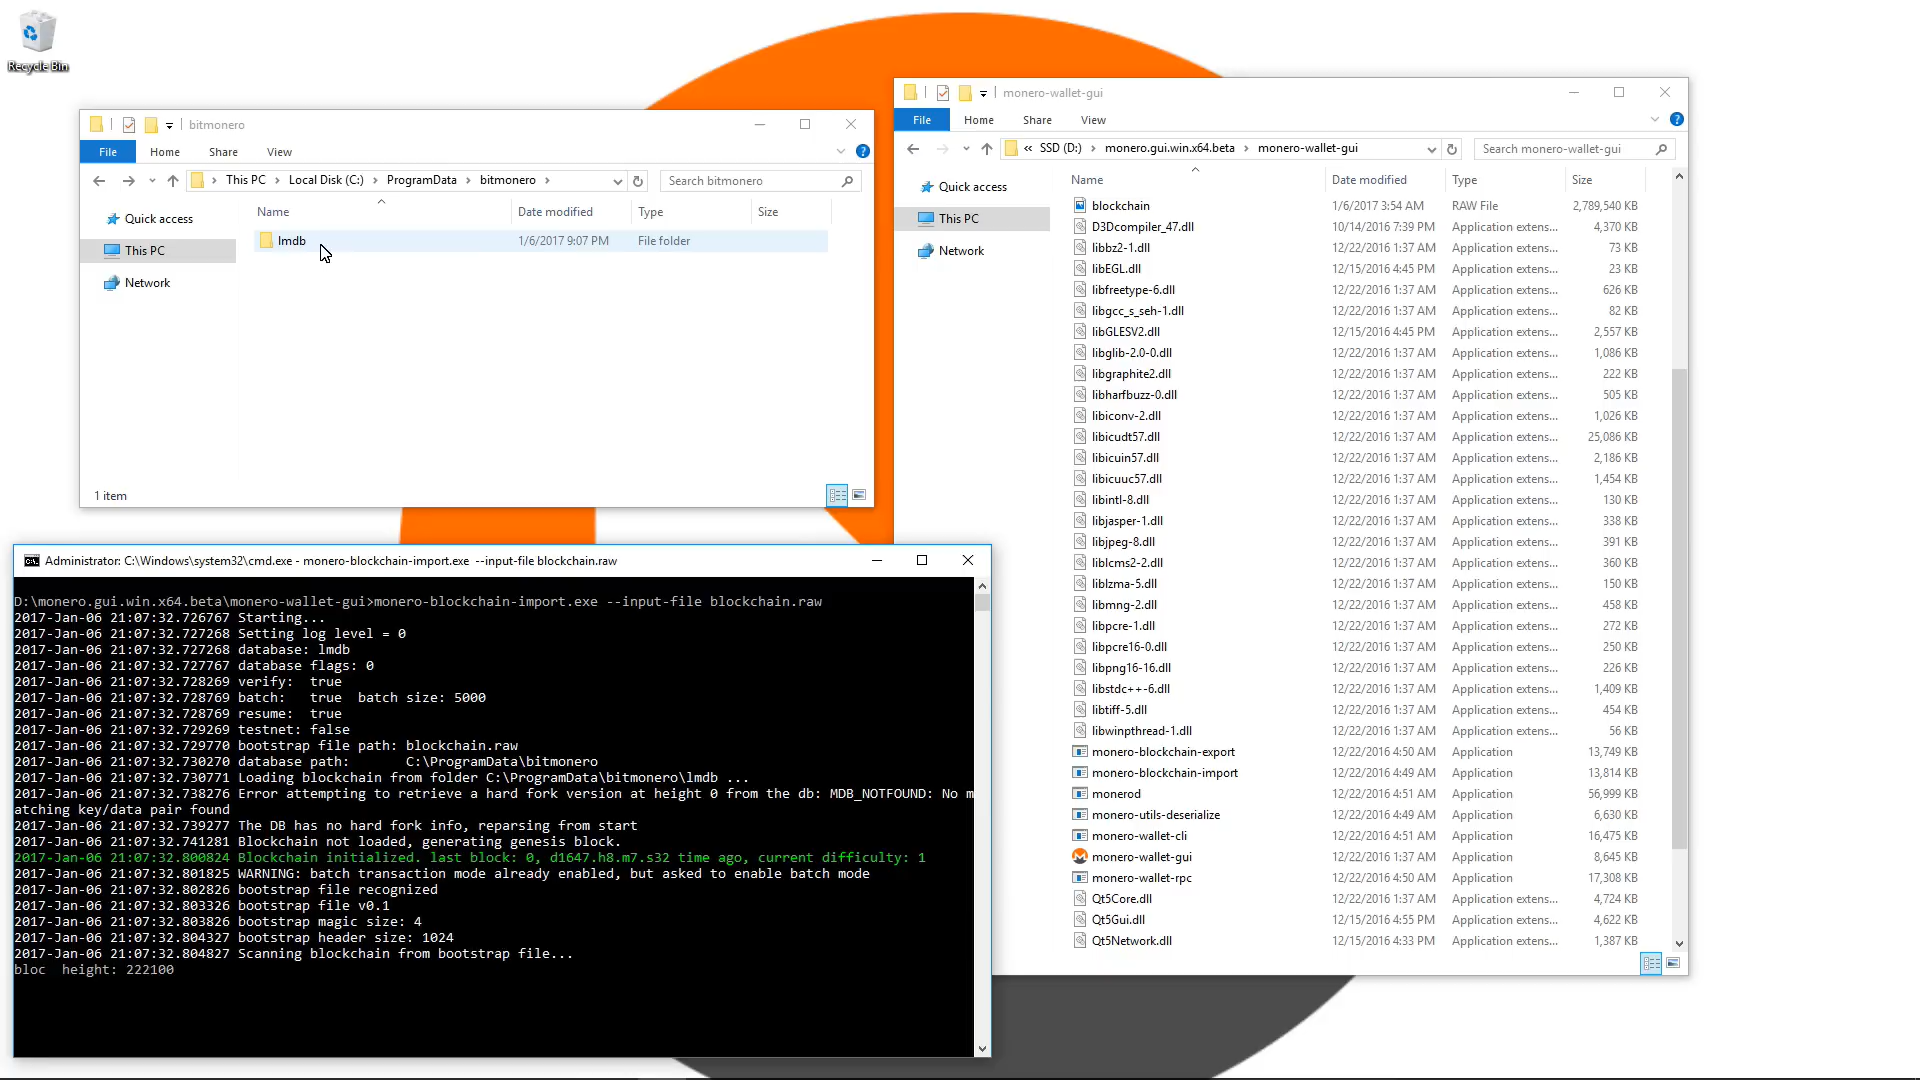 Recycle Bin
bitmonero
File Home Share View
This PC Local Disk (C:) ProgramData bitmonero
Search bitmonero
Quick access
This PC
Network
Name Date modified Type Size
lmdb 1/6/2017 9:07 PM File folder
1 item
monero-wallet-gui
File Home Share View
« SSD (D:) monero.gui.win.x64.beta monero-wallet-gui
Search monero-wallet-gui
Quick access
This PC
Network
Name Date modified Type Size
blockchain 1/6/2017 3:54 AM RAW File 2,789,540 KB
D3Dcompiler_47.dll 10/14/2016 7:39 PM Application extens... 4,370 KB
libbz2-1.dll 12/22/2016 1:37 AM Application extens... 73 KB
libEGL.dll 12/15/2016 4:45 PM Application extens... 23 KB
libfreetype-6.dll 12/22/2016 1:37 AM Application extens... 626 KB
libgcc_s_seh-1.dll 12/22/2016 1:37 AM Application extens... 82 KB
libGLESV2.dll 12/15/2016 4:45 PM Application extens... 2,557 KB
libglib-2.0-0.dll 12/22/2016 1:37 AM Application extens... 1,086 KB
libgraphite2.dll 12/22/2016 1:37 AM Application extens... 222 KB
libharfbuzz-0.dll 12/22/2016 1:37 AM Application extens... 505 KB
libiconv-2.dll 12/22/2016 1:37 AM Application extens... 1,026 KB
libicudt57.dll 12/22/2016 1:37 AM Application extens... 25,086 KB
libicuin57.dll 12/22/2016 1:37 AM Application extens... 2,186 KB
libicuuc57.dll 12/22/2016 1:37 AM Application extens... 1,454 KB
libintl-8.dll 12/22/2016 1:37 AM Application extens... 130 KB
libjasper-1.dll 12/22/2016 1:37 AM Application extens... 338 KB
libjpeg-8.dll 12/22/2016 1:37 AM Application extens... 391 KB
liblcms2-2.dll 12/22/2016 1:37 AM Application extens... 360 KB
liblzma-5.dll 12/22/2016 1:37 AM Application extens... 150 KB
libmng-2.dll 12/22/2016 1:37 AM Application extens... 458 KB
libpcre-1.dll 12/22/2016 1:37 AM Application extens... 272 KB
libpcre16-0.dll 12/22/2016 1:37 AM Application extens... 250 KB
libpng16-16.dll 12/22/2016 1:37 AM Application extens... 226 KB
libstdc++-6.dll 12/22/2016 1:37 AM Application extens... 1,409 KB
libtiff-5.dll 12/22/2016 1:37 AM Application extens... 454 KB
libwinpthread-1.dll 12/22/2016 1:37 AM Application extens... 56 KB
monero-blockchain-export 12/22/2016 4:50 AM Application 13,749 KB
monero-blockchain-import 12/22/2016 4:49 AM Application 13,814 KB
monerod 12/22/2016 4:51 AM Application 56,999 KB
monero-utils-deserialize 12/22/2016 4:49 AM Application 6,630 KB
monero-wallet-cli 12/22/2016 4:51 AM Application 16,475 KB
monero-wallet-gui 12/22/2016 1:37 AM Application 8,645 KB
monero-wallet-rpc 12/22/2016 4:50 AM Application 17,308 KB
Qt5Core.dll 12/22/2016 1:37 AM Application extens... 4,724 KB
Qt5Gui.dll 12/15/2016 4:55 PM Application extens... 4,622 KB
Qt5Network.dll 12/15/2016 4:33 PM Application extens... 1,387 KB
Administrator: C:\Windows\system32\cmd.exe - monero-blockchain-import.exe --input-file blockchain.raw
D:\monero.gui.win.x64.beta\monero-wallet-gui>monero-blockchain-import.exe --input-file blockchain.raw
2017-Jan-06 21:07:32.726767 Starting...
2017-Jan-06 21:07:32.727268 Setting log level = 0
2017-Jan-06 21:07:32.727268 database: lmdb
2017-Jan-06 21:07:32.727767 database flags: 0
2017-Jan-06 21:07:32.728269 verify: true
2017-Jan-06 21:07:32.728769 batch: true batch size: 5000
2017-Jan-06 21:07:32.728769 resume: true
2017-Jan-06 21:07:32.729269 testnet: false
2017-Jan-06 21:07:32.729770 bootstrap file path: blockchain.raw
2017-Jan-06 21:07:32.730270 database path: C:\ProgramData\bitmonero
2017-Jan-06 21:07:32.730771 Loading blockchain from folder C:\ProgramData\bitmonero\lmdb ...
2017-Jan-06 21:07:32.738276 Error attempting to retrieve a hard fork version at height 0 from the db: MDB_NOTFOUND: No m
atching key/data pair found
2017-Jan-06 21:07:32.739277 The DB has no hard fork info, reparsing from start
2017-Jan-06 21:07:32.741281 Blockchain not loaded, generating genesis block.
2017-Jan-06 21:07:32.800824 Blockchain initialized. last block: 0, d1647.h8.m7.s32 time ago, current difficulty: 1
2017-Jan-06 21:07:32.801825 WARNING: batch transaction mode already enabled, but asked to enable batch mode
2017-Jan-06 21:07:32.802826 bootstrap file recognized
2017-Jan-06 21:07:32.803326 bootstrap file v0.1
2017-Jan-06 21:07:32.803826 bootstrap magic size: 4
2017-Jan-06 21:07:32.804327 bootstrap header size: 1024
2017-Jan-06 21:07:32.804827 Scanning blockchain from bootstrap file...
bloc height: 222100